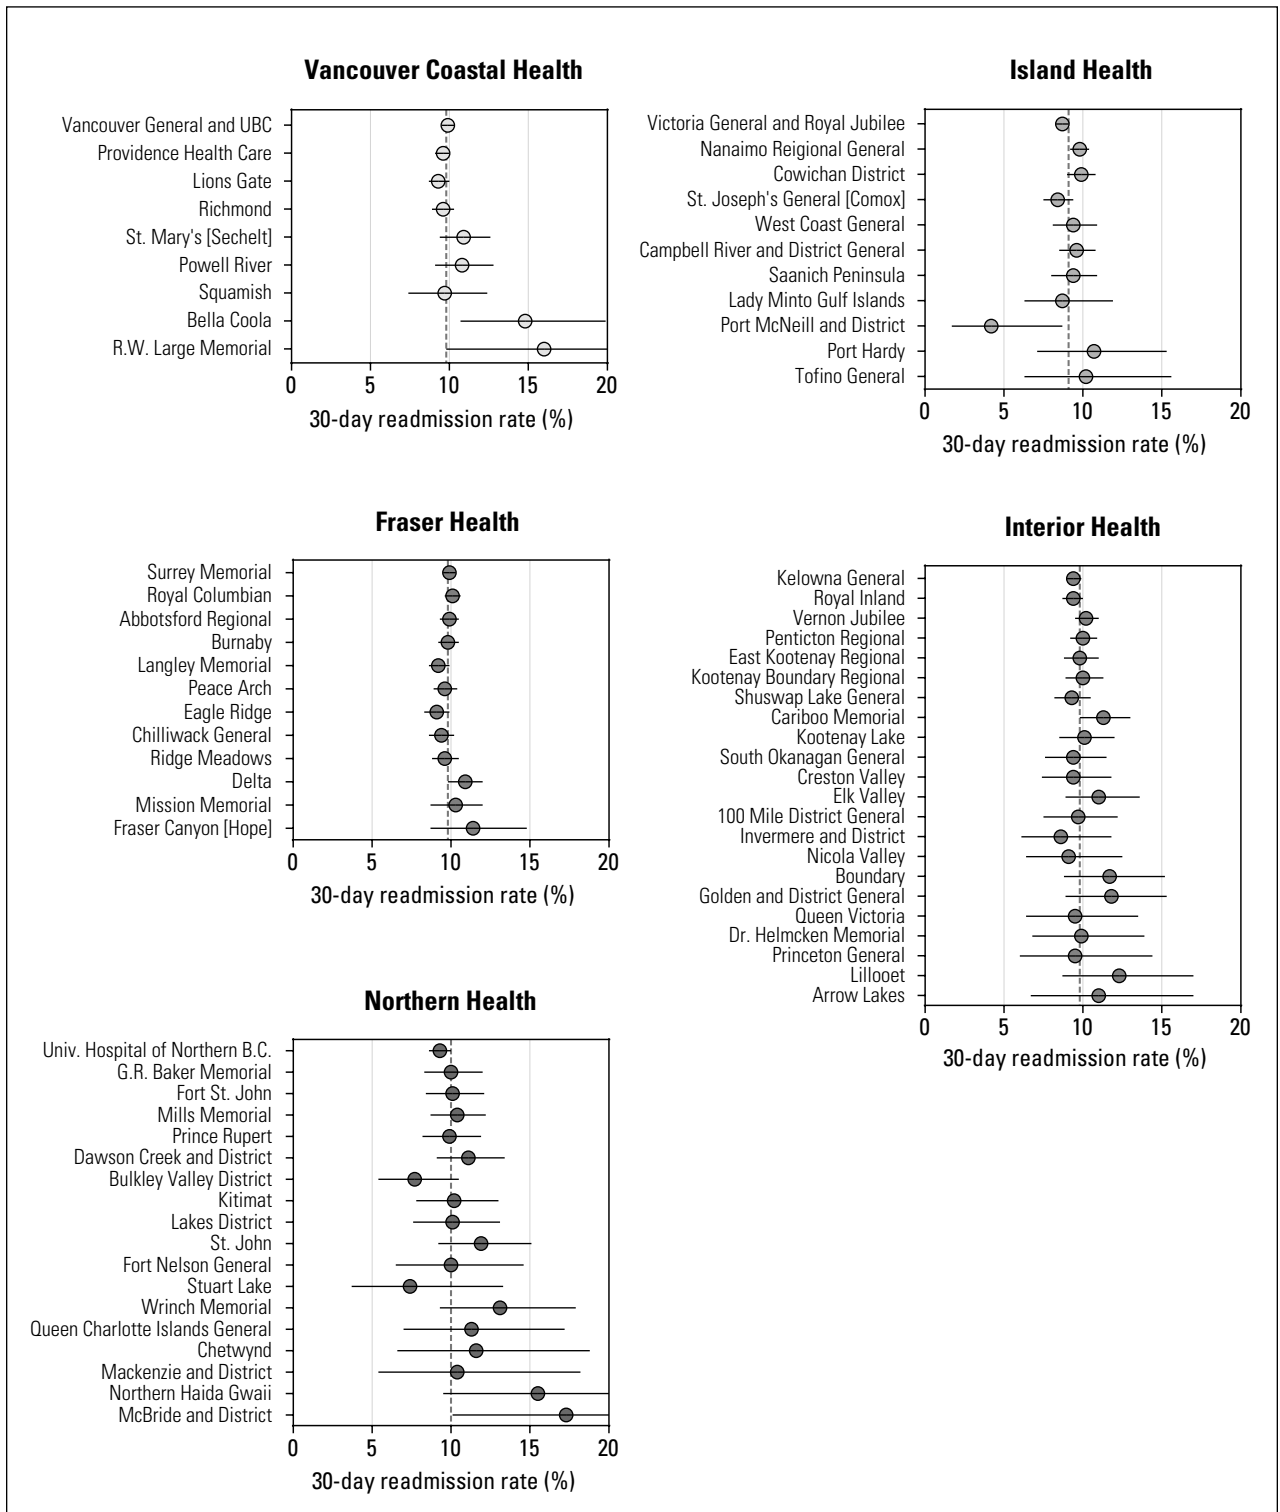 Vancouver Coastal Health
Vancouver General and UBC
Providence Health Care
Lions Gate
Richmond
St. Mary's [Sechelt]
Powell River
Squamish
Bella Coola
R.W. Large Memorial
0 5 10 15 20
30-day readmission rate (%)
Island Health
Victoria General and Royal Jubilee
Nanaimo Reigional General
Cowichan District
St. Joseph's General [Comox]
West Coast General
Campbell River and District General
Saanich Peninsula
Lady Minto Gulf Islands
Port McNeill and District
Port Hardy
Tofino General
0 5 10 15 20
30-day readmission rate (%)
Fraser Health
Surrey Memorial
Royal Columbian
Abbotsford Regional
Burnaby
Langley Memorial
Peace Arch
Eagle Ridge
Chilliwack General
Ridge Meadows
Delta
Mission Memorial
Fraser Canyon [Hope]
0 5 10 15 20
30-day readmission rate (%)
Interior Health
Kelowna General
Royal Inland
Vernon Jubilee
Penticton Regional
East Kootenay Regional
Kootenay Boundary Regional
Shuswap Lake General
Cariboo Memorial
Kootenay Lake
South Okanagan General
Creston Valley
Elk Valley
100 Mile District General
Invermere and District
Nicola Valley
Boundary
Golden and District General
Queen Victoria
Dr. Helmcken Memorial
Princeton General
Lillooet
Arrow Lakes
0 5 10 15 20
30-day readmission rate (%)
Northern Health
Univ. Hospital of Northern B.C.
G.R. Baker Memorial
Fort St. John
Mills Memorial
Prince Rupert
Dawson Creek and District
Bulkley Valley District
Kitimat
Lakes District
St. John
Fort Nelson General
Stuart Lake
Wrinch Memorial
Queen Charlotte Islands General
Chetwynd
Mackenzie and District
Northern Haida Gwaii
McBride and District
0 5 10 15 20
30-day readmission rate (%)